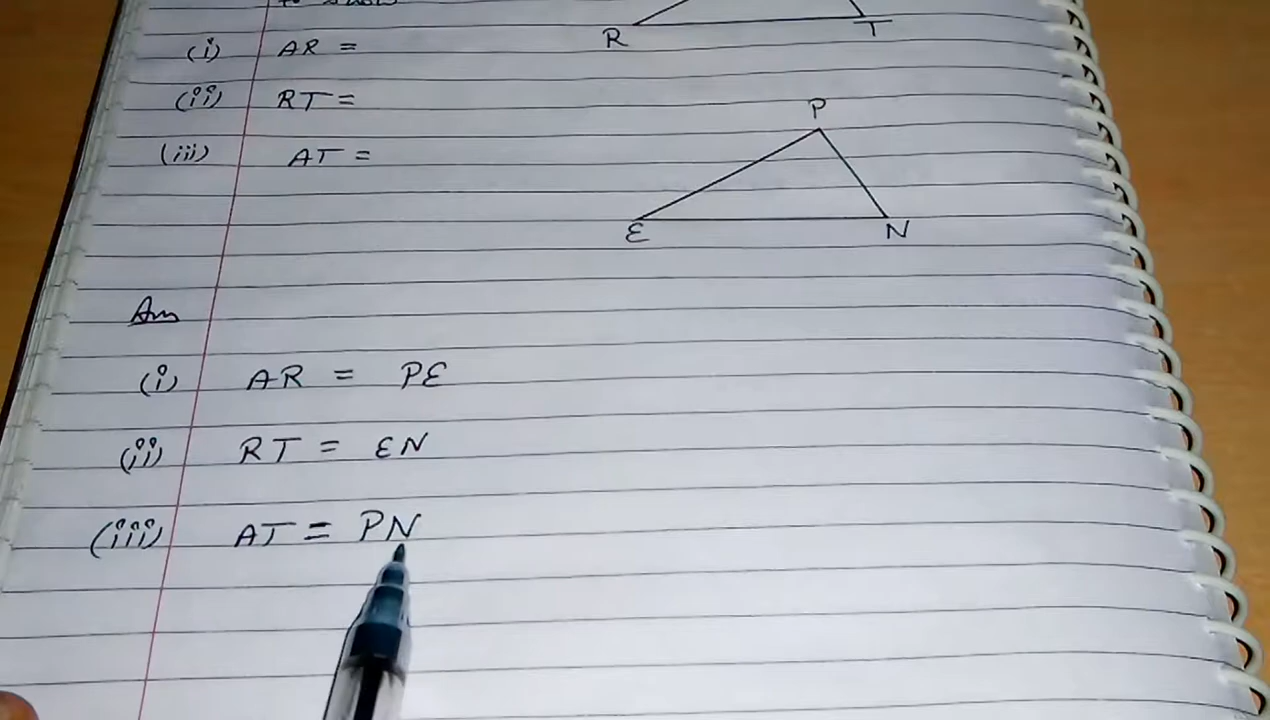 R T
(i) AR =
(ii) RT =
P
(iii) AT =
E N
Ans
(i) AR = PE
(ii) RT = EN
(iii) AT = PN